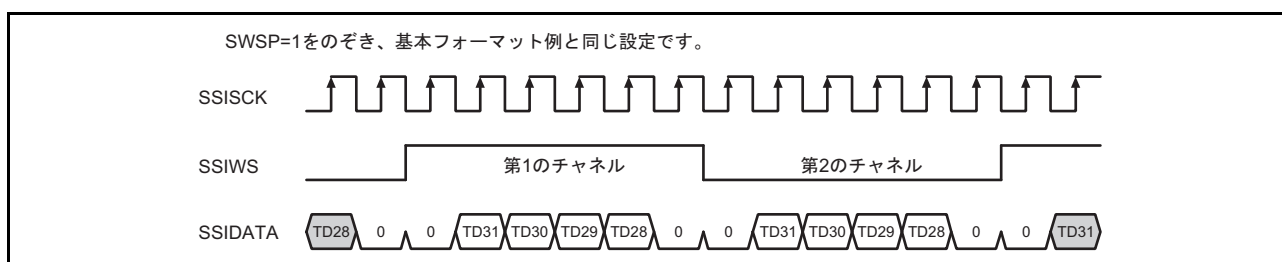 SWSP=1をのぞき、基本フォーマット例と同じ設定です。
SSISCK
SSIWS 第1のチャネル 第2のチャネル
SSIDATA TD28 0 0 TD31 TD30 TD29 TD28 0 0 TD31 TD30 TD29 TD28 0 0 TD31